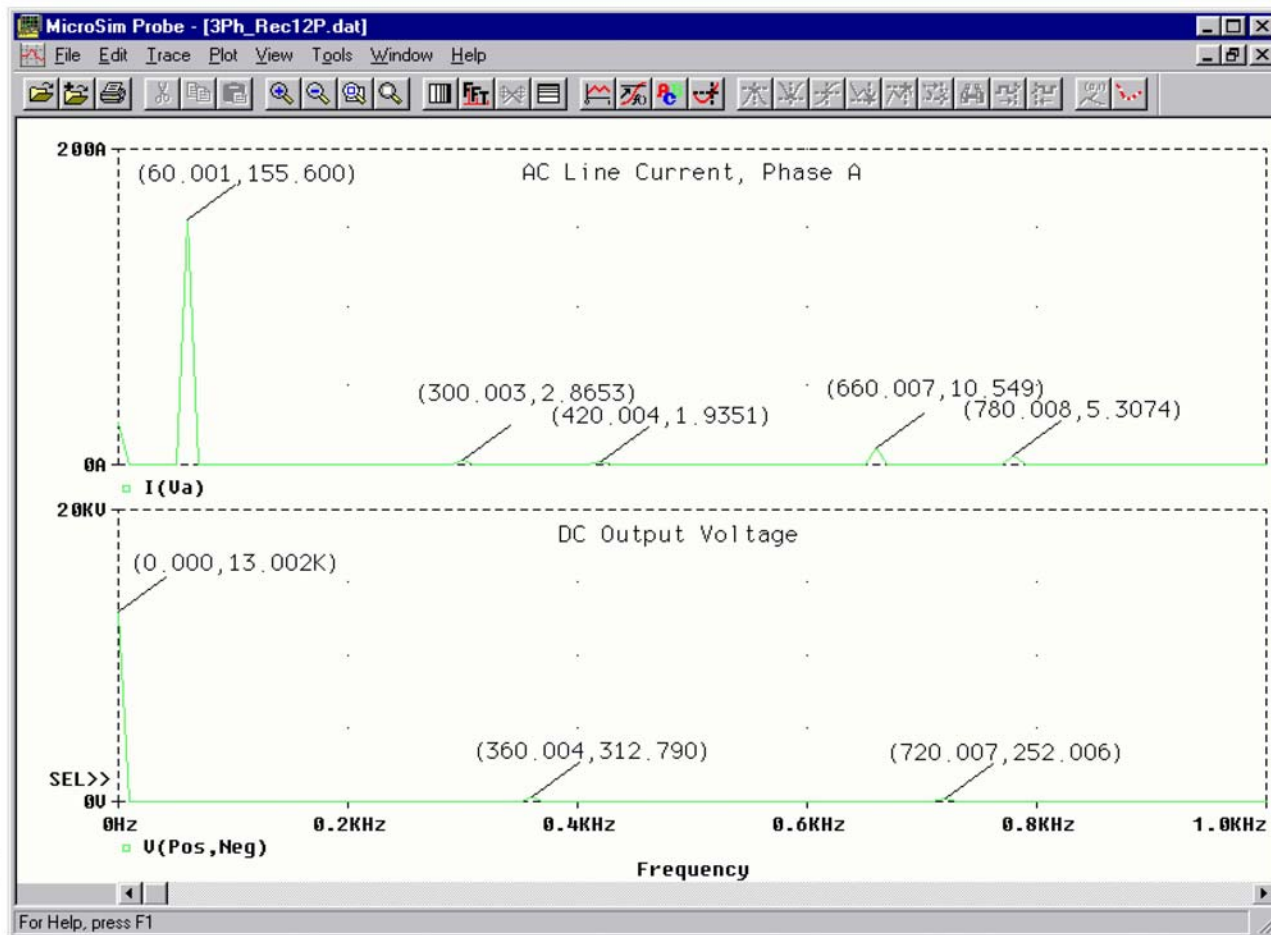 MicroSim Probe - [3Ph_Rec12P.dat]
File Edit Trace Plot View Tools Window Help
FFT
200A
(60.001,155.600)
AC Line Current, Phase A
(300.003,2.8653)
(420.004,1.9351)
(660.007,10.549)
(780.008,5.3074)
0A
I(Va)
20KV
DC Output Voltage
(0.000,13.002K)
(360.004,312.790)
(720.007,252.006)
SEL>>
0V
0Hz 0.2KHz 0.4KHz 0.6KHz 0.8KHz 1.0KHz
V(Pos,Neg)
Frequency
For Help, press F1